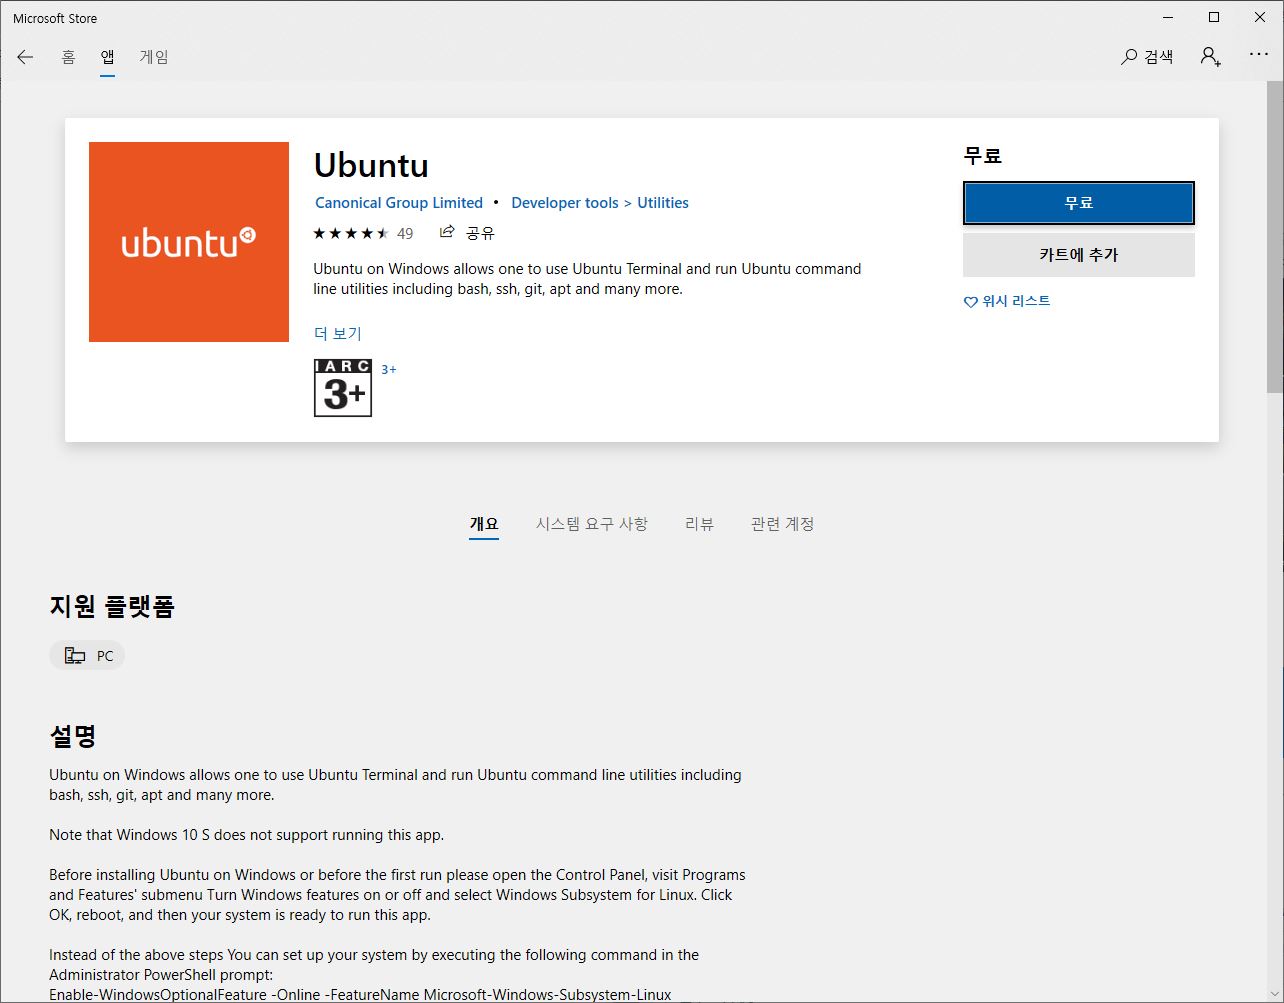 Microsoft Store
홈 앱 게임 검색
ubuntu
Ubuntu
Canonical Group Limited • Developer tools > Utilities
49 공유
Ubuntu on Windows allows one to use Ubuntu Terminal and run Ubuntu command
line utilities including bash, ssh, git, apt and many more.
더 보기
IARC
3+
3+
무료
무료
카트에 추가
위시 리스트
개요 시스템 요구 사항 리뷰 관련 계정
지원 플랫폼
PC
설명
Ubuntu on Windows allows one to use Ubuntu Terminal and run Ubuntu command line utilities including
bash, ssh, git, apt and many more.
Note that Windows 10 S does not support running this app.
Before installing Ubuntu on Windows or before the first run please open the Control Panel, visit Programs
and Features' submenu Turn Windows features on or off and select Windows Subsystem for Linux. Click
OK, reboot, and then your system is ready to run this app.
Instead of the above steps You can set up your system by executing the following command in the
Administrator PowerShell prompt:
Enable-WindowsOptionalFeature -Online -FeatureName Microsoft-Windows-Subsystem-Linux